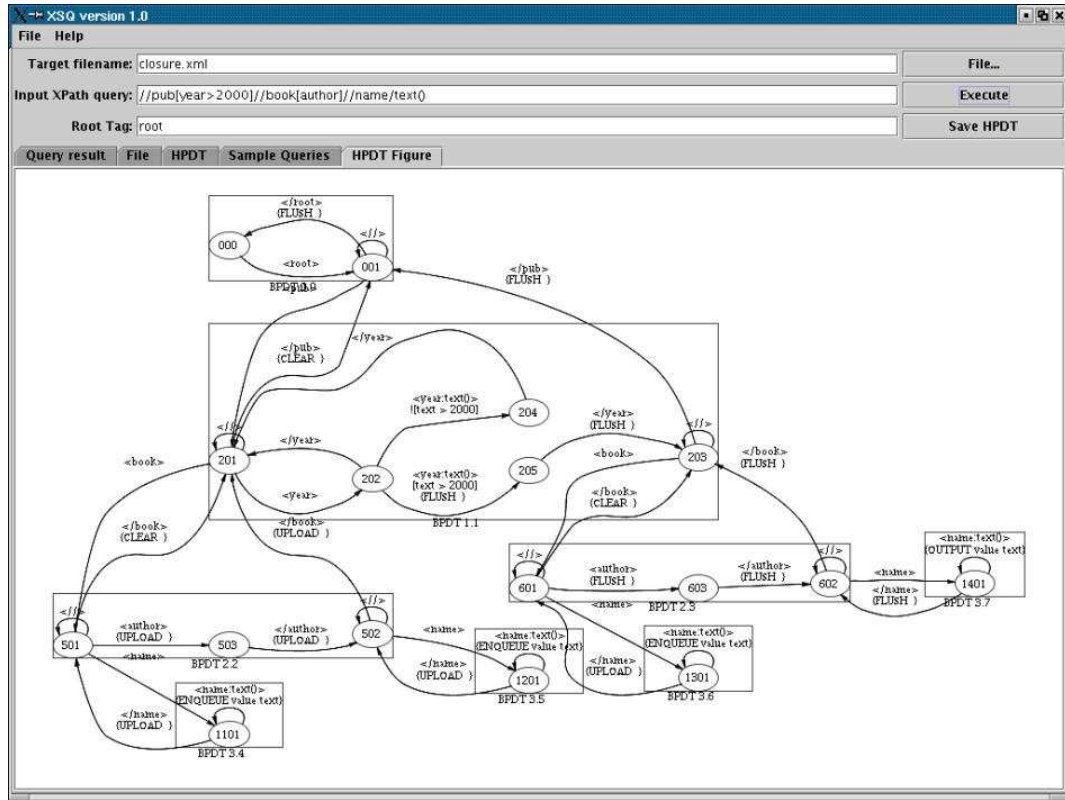 XSQ version 1.0
File Help
Target filename: closure.xml File...
Input XPath query: //pub[year>2000]//book[author]//name/text() Execute
Root Tag: root Save HPDT
Query result File HPDT Sample Queries HPDT Figure
</root>
{FLUSH }
<//>
000
001
<root>
<pub>
</pub>
{FLUSH }
</pub>
{CLEAR }
</year>
<year:text()>
![text > 2000]
204
</year>
{FLUSH }
<//>
<//>
201
</year>
202
<year:text()>
[text > 2000]
{FLUSH }
205
<book>
203
</book>
{FLUSH }
<book>
<year>
</book>
{CLEAR }
</book>
{UPLOAD }
BPDT 1.1
</book>
{CLEAR }
<name:text()>
{OUTPUT value text}
1401
BPDT 3.7
<//>
601
<author>
{FLUSH }
603
</author>
{FLUSH }
<//>
602
<name>
</name>
{FLUSH }
<name>
BPDT 2.3
<//>
501
<author>
{UPLOAD }
503
</author>
{UPLOAD }
<//>
502
<name>
BPDT 2.2
<name>
<name:text()>
{ENQUEUE value text}
1201
BPDT 3.5
</name>
{UPLOAD }
<name:text()>
{ENQUEUE value text}
1301
BPDT 3.6
</name>
{UPLOAD }
<name:text()>
{ENQUEUE value text}
1101
BPDT 3.4
</name>
{UPLOAD }